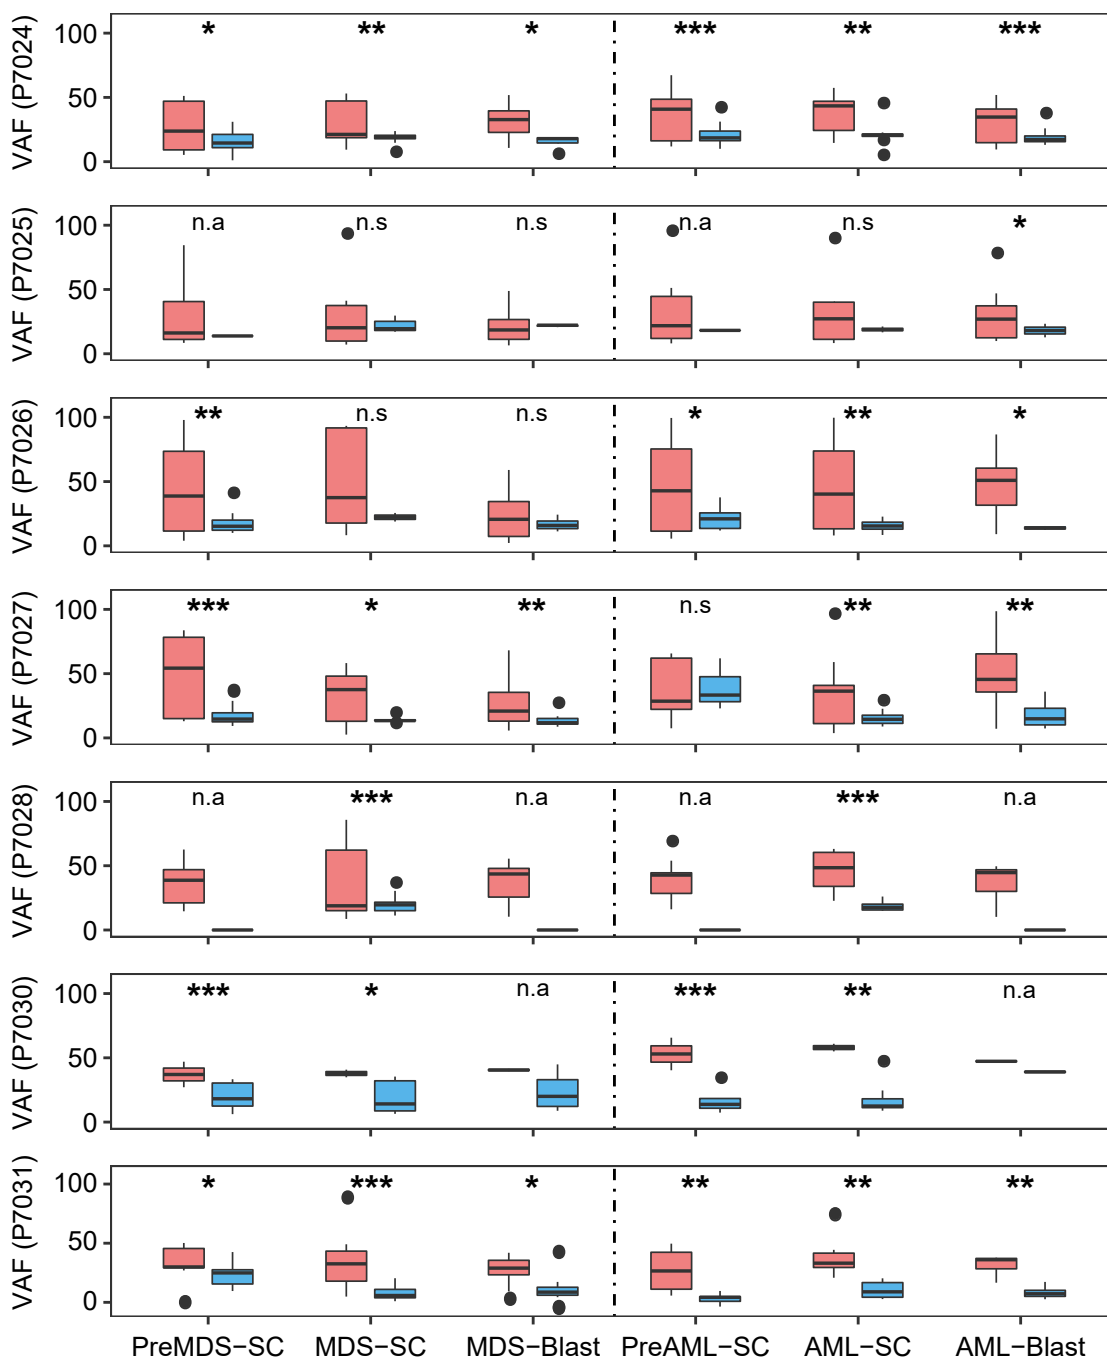 VAF (P7024)
100
50
0
* ** * *** ** ***
VAF (P7025)
100
50
0
n.a n.s n.s n.a n.s *
VAF (P7026)
100
50
0
** n.s n.s * ** *
VAF (P7027)
100
50
0
*** * ** n.s ** **
VAF (P7028)
100
50
0
n.a *** n.a n.a *** n.a
VAF (P7030)
100
50
0
*** * n.a *** ** n.a
VAF (P7031)
100
50
0
* *** * ** ** **
PreMDS−SC MDS−SC MDS−Blast PreAML−SC AML−SC AML−Blast